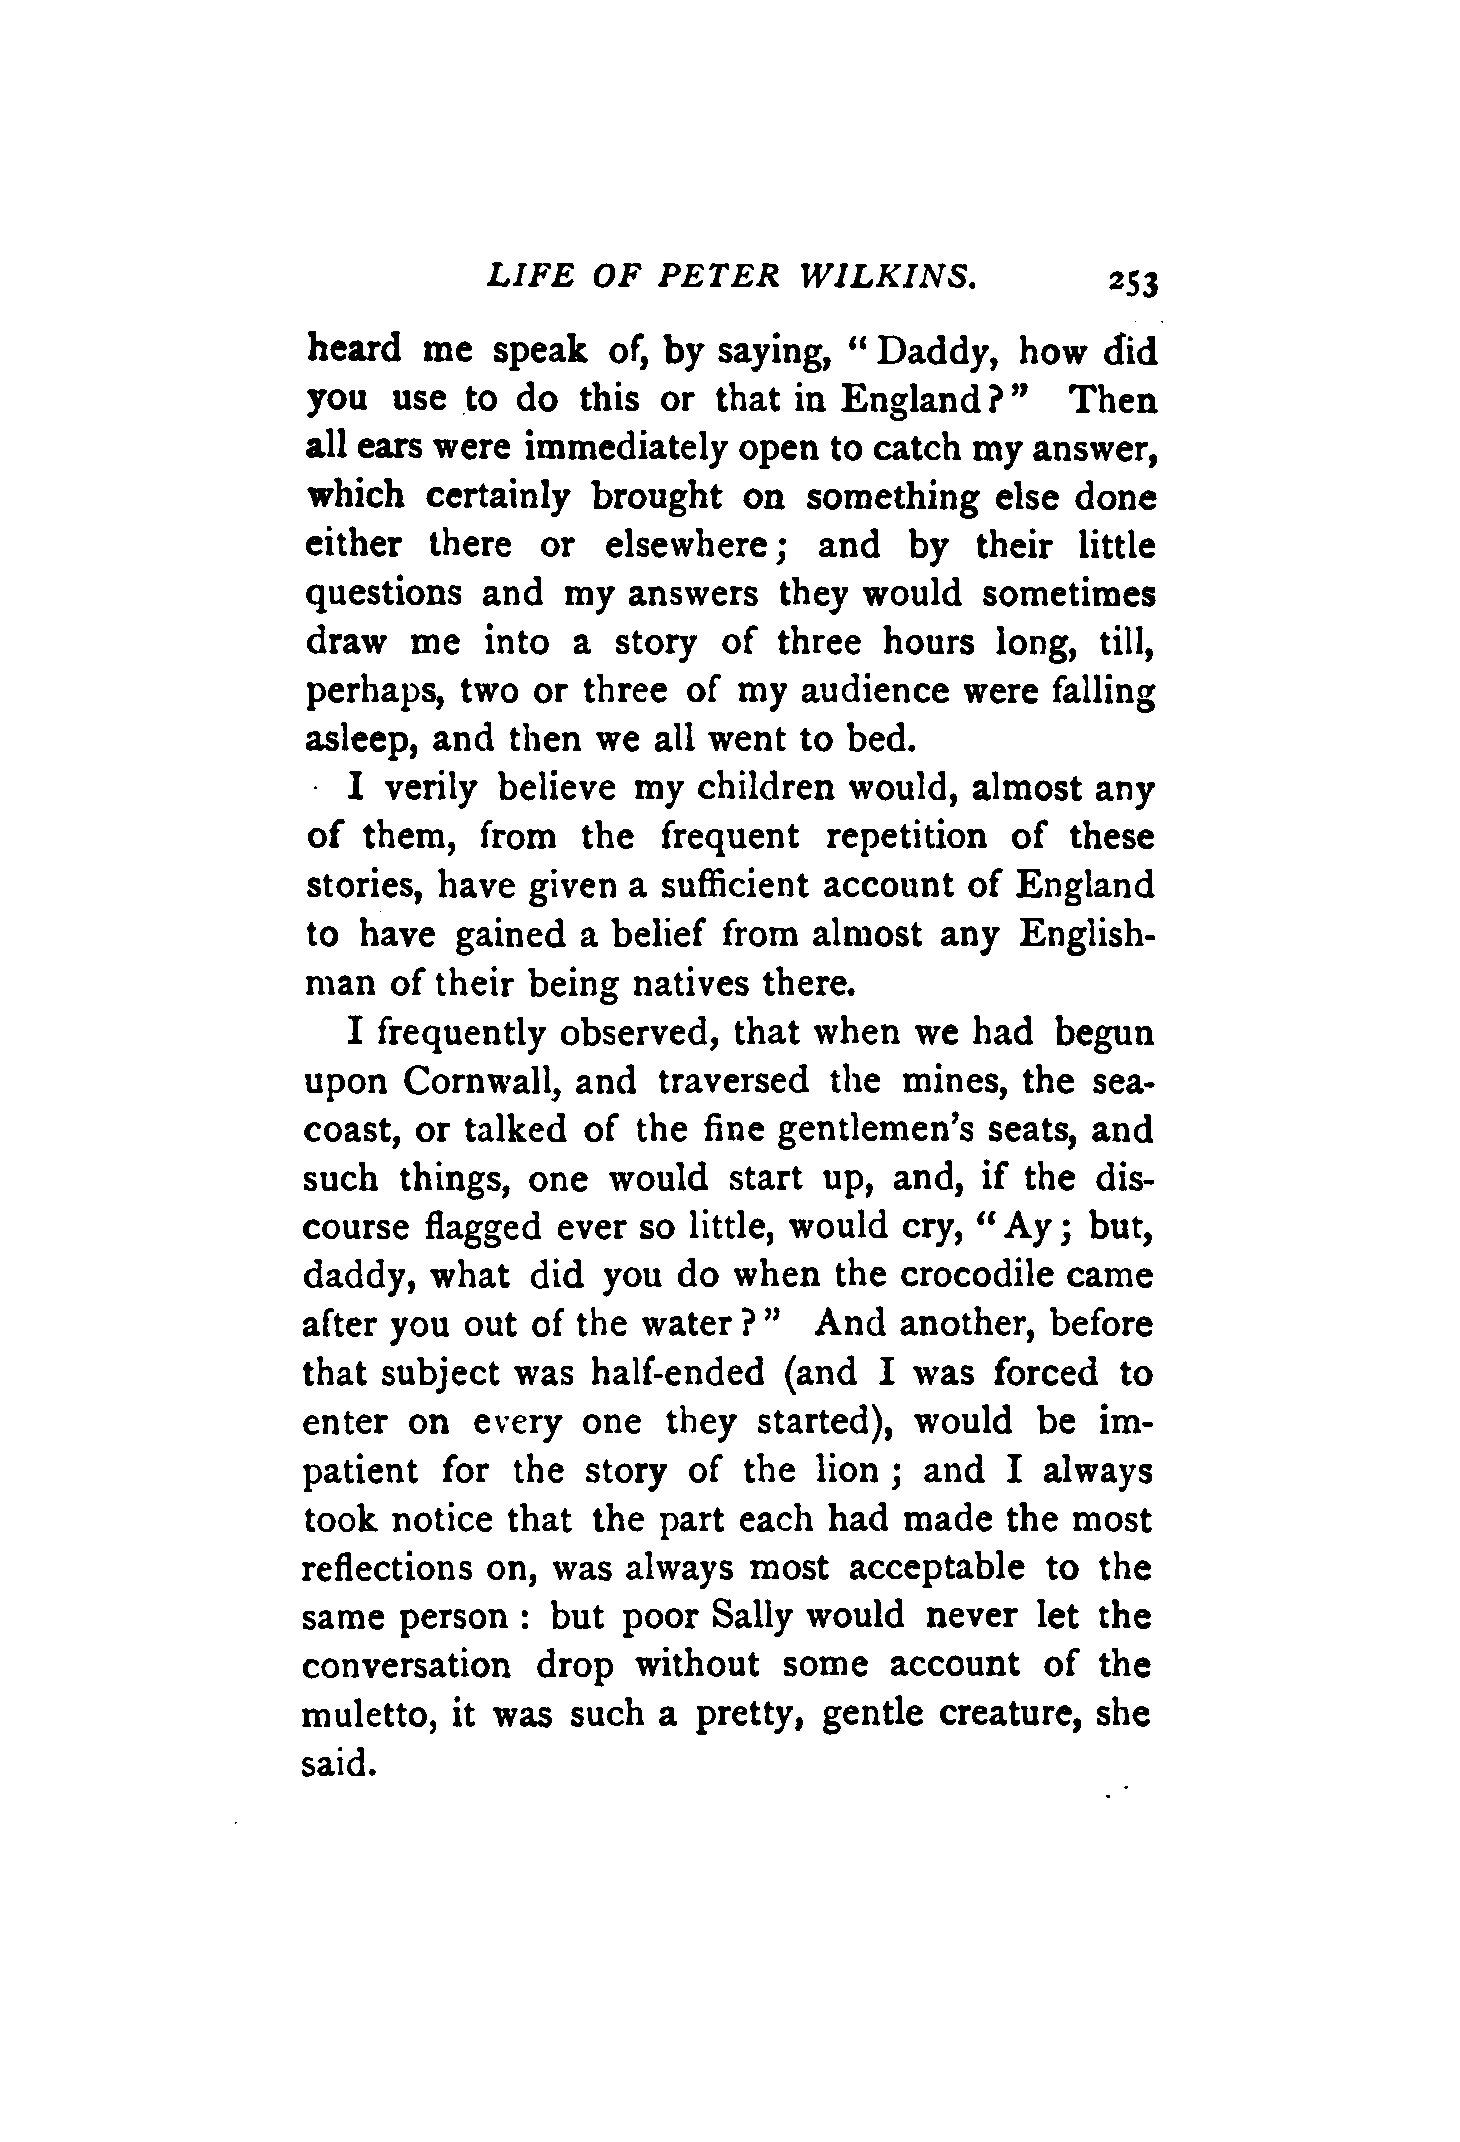 LIFE OF PETER WILKINS. 253
heard me speak of, by saying, “ Daddy, how did
you use to do this or that in England? ” Then
all ears were immediately open to catch my answer,
which certainly brought on something else done
either there or elsewhere ; and by their little
questions and my answers they would sometimes
draw me into a story of three hours long, till,
perhaps, two or three of my audience were falling
asleep, and then we all went to bed.
I verily believe my children would, almost any
of them, from the frequent repetition of these
stories, have given a sufficient account of England
to have gained a belief from almost any English-
man of their being natives there.
I frequently observed, that when we had begun
upon Cornwall, and traversed the mines, the sea-
coast, or talked of the fine gentlemen's seats, and
such things, one would start up, and, if the dis-
course flagged ever so little, would cry, “ Ay ; but,
daddy, what did you do when the crocodile came
after you out of the water ? ” And another, before
that subject was half-ended (and I was forced to
enter on every one they started), would be im-
patient for the story of the lion ; and I always
took notice that the part each had made the most
reflections on, was always most acceptable to the
same person : but poor Sally would never let the
conversation drop without some account of the
muletto, it was such a pretty, gentle creature, she
said.